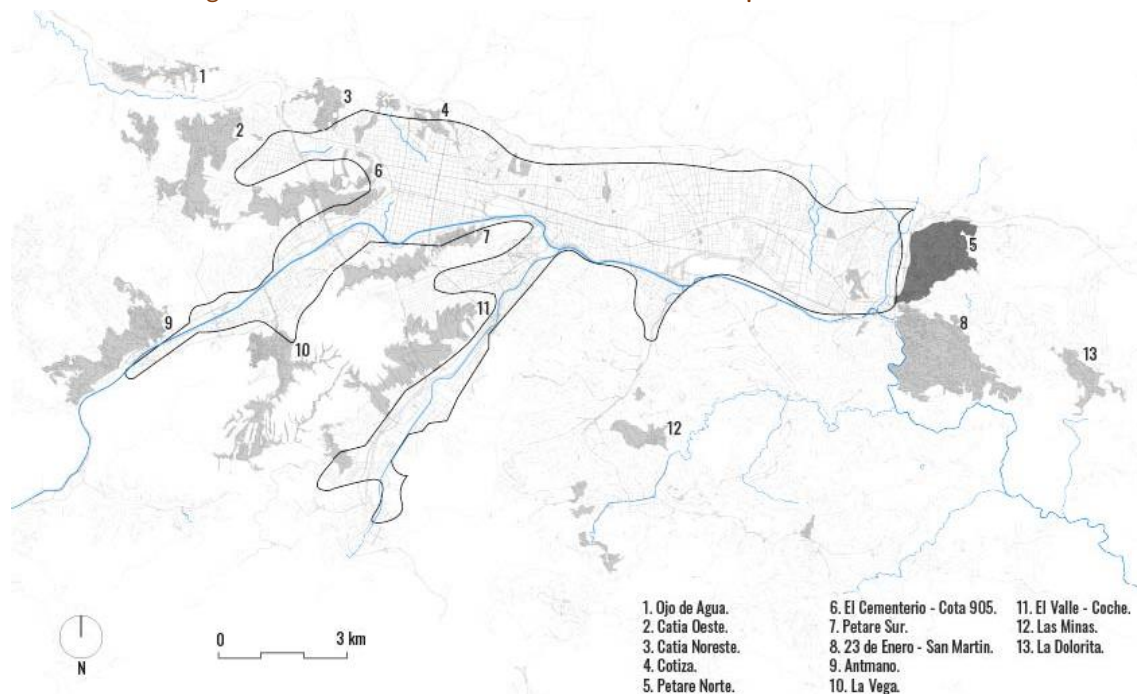 1
3
4
2
6
5
7
11
9
8
10
13
12
0 3 km
N
1. Ojo de Agua.
2. Catia Oeste.
3. Catia Noreste.
4. Cotiza.
5. Petare Norte.
6. El Cementerio - Cota 905.
7. Petare Sur.
8. 23 de Enero - San Martin.
9. Antmano.
10. La Vega.
11. El Valle - Coche.
12. Las Minas.
13. La Dolorita.